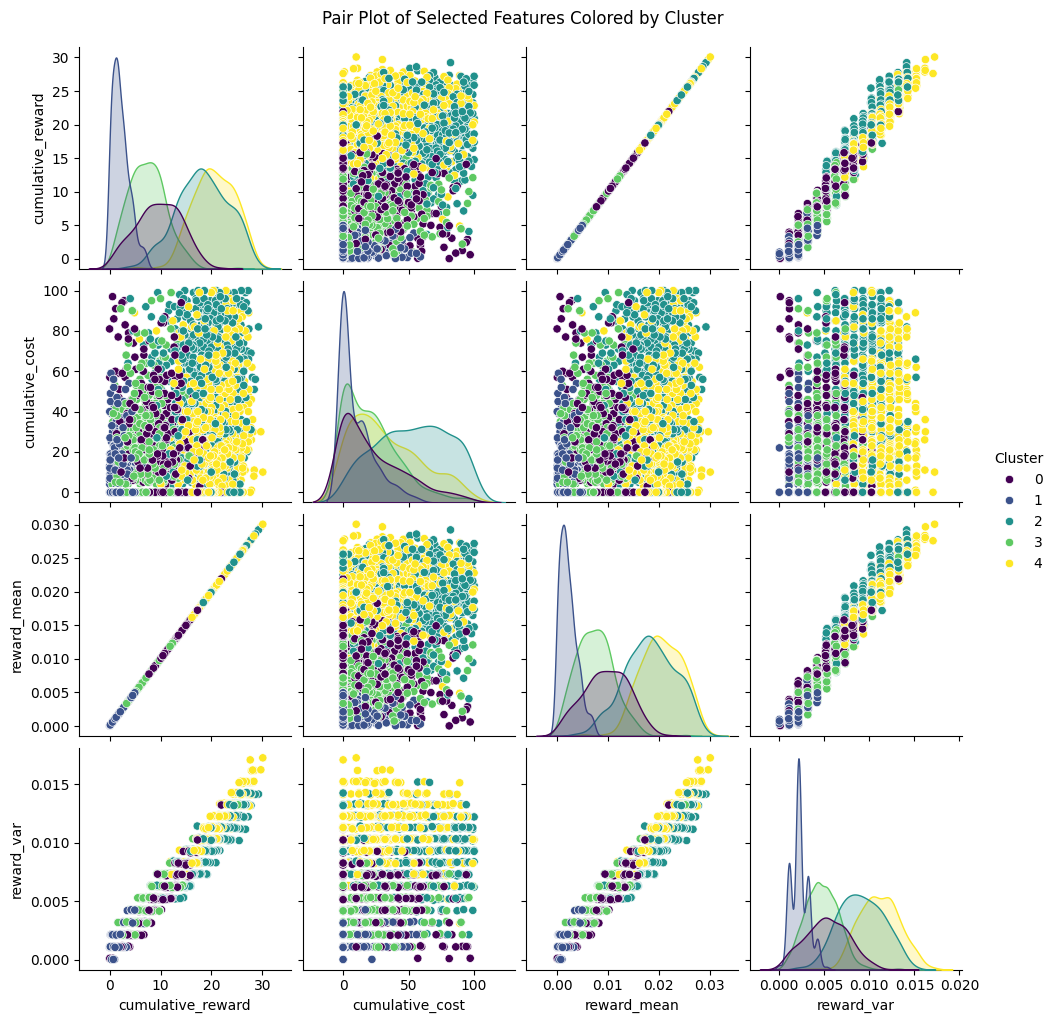 Pair Plot of Selected Features Colored by Cluster
cumulative_reward
30
25
20
15
10
5
0
cumulative_cost
100
80
60
40
20
0
Cluster
0
1
2
3
4
reward_mean
0.030
0.025
0.020
0.015
0.010
0.005
0.000
reward_var
0.015
0.010
0.005
0.000
0 10 20 30
0 50 100
0.00 0.01 0.02 0.03
0.000 0.005 0.010 0.015 0.020
cumulative_reward cumulative_cost reward_mean reward_var